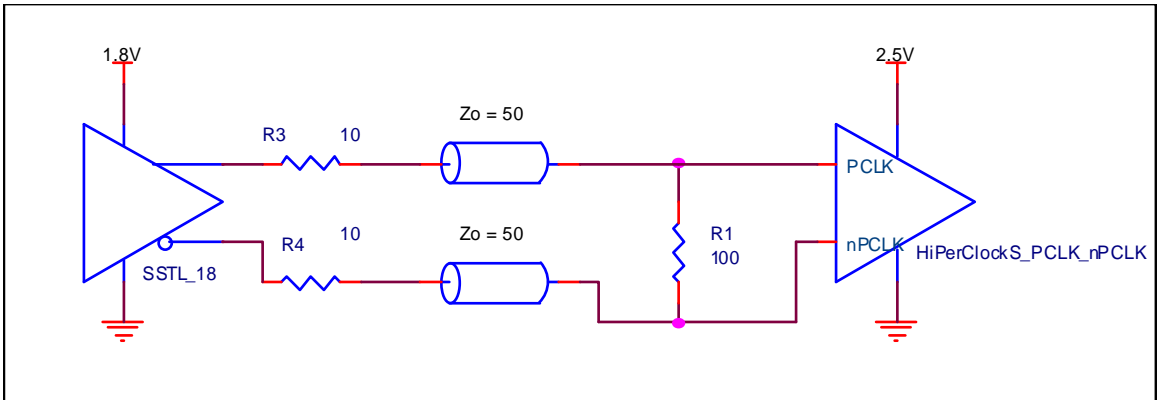 1.8V
2.5V
Zo = 50
R3 10
PCLK
R4 10
Zo = 50
R1
100
nPCLK
HiPerClockS_PCLK_nPCLK
SSTL_18